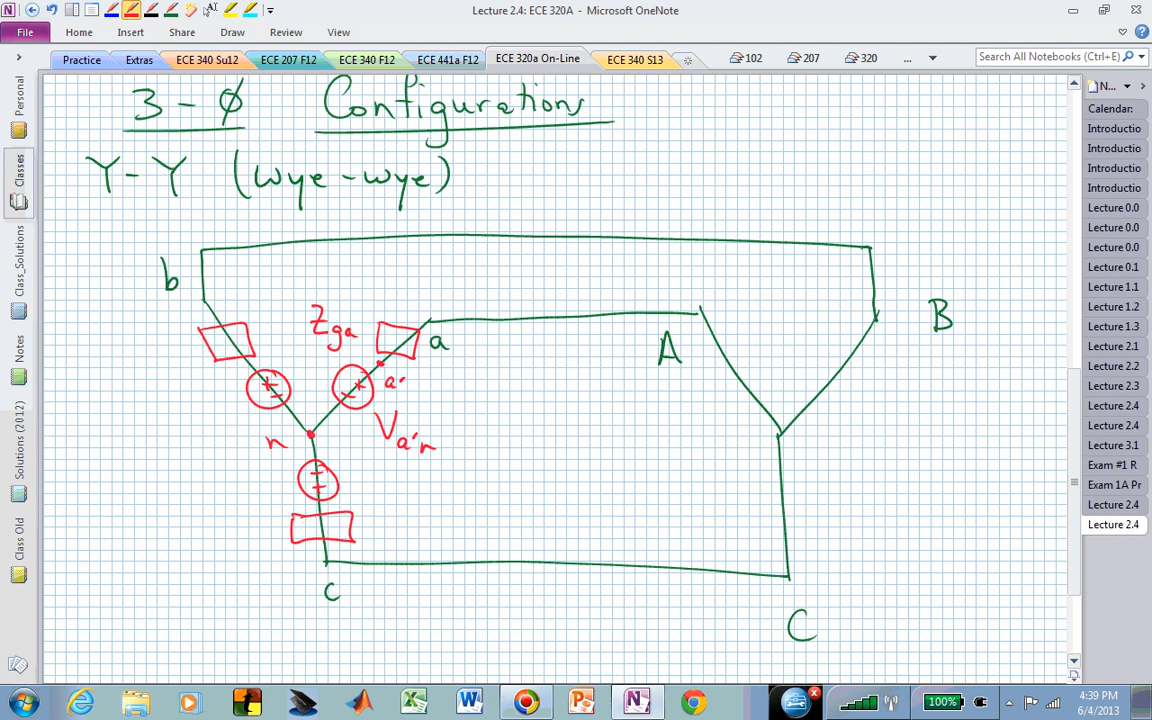 Lecture 2.4: ECE 320A - Microsoft OneNote
File Home Insert Share Draw Review View
Practice Extras ECE 340 Su12 ECE 207 F12 ECE 340 F12 ECE 441a F12 ECE 320a On-Line ECE 340 S13 102 207 320 ...
Search All Notebooks (Ctrl+E)
Personal
Classes
Class_Solutions
Notes
Solutions (2012)
Class Old
3 - Ø Configurations
Y - Y (wye - wye)
b
B
Zga
a
A
a'
n
Va'n
c
C
N...
Calendar:
Introductio
Introductio
Introductio
Introductio
Lecture 0.0
Lecture 0.0
Lecture 0.0
Lecture 0.1
Lecture 1.1
Lecture 1.2
Lecture 1.3
Lecture 2.1
Lecture 2.2
Lecture 2.3
Lecture 2.4
Lecture 2.4
Lecture 3.1
Exam #1 R
Exam 1A Pr
Lecture 2.4
Lecture 2.4
100%
4:39 PM
6/4/2013